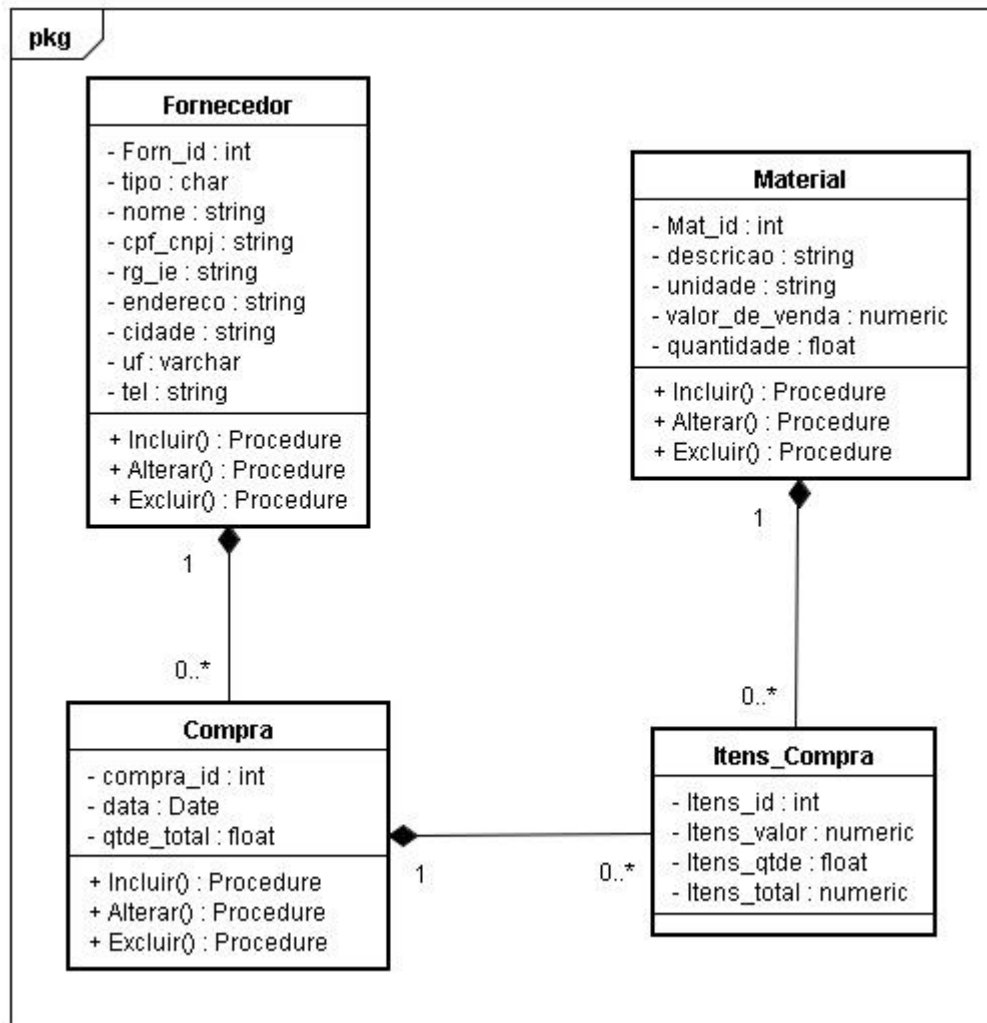 pkg
Fornecedor
- Forn_id : int
- tipo : char
- nome : string
- cpf_cnpj : string
- rg_ie : string
- endereco : string
- cidade : string
- uf : varchar
- tel : string
+ Incluir() : Procedure
+ Alterar() : Procedure
+ Excluir() : Procedure
Material
- Mat_id : int
- descricao : string
- unidade : string
- valor_de_venda : numeric
- quantidade : float
+ Incluir() : Procedure
+ Alterar() : Procedure
+ Excluir() : Procedure
1
0..*
1
0..*
Compra
- compra_id : int
- data : Date
- qtde_total : float
+ Incluir() : Procedure
+ Alterar() : Procedure
+ Excluir() : Procedure
1
0..*
Itens_Compra
- Itens_id : int
- Itens_valor : numeric
- Itens_qtde : float
- Itens_total : numeric